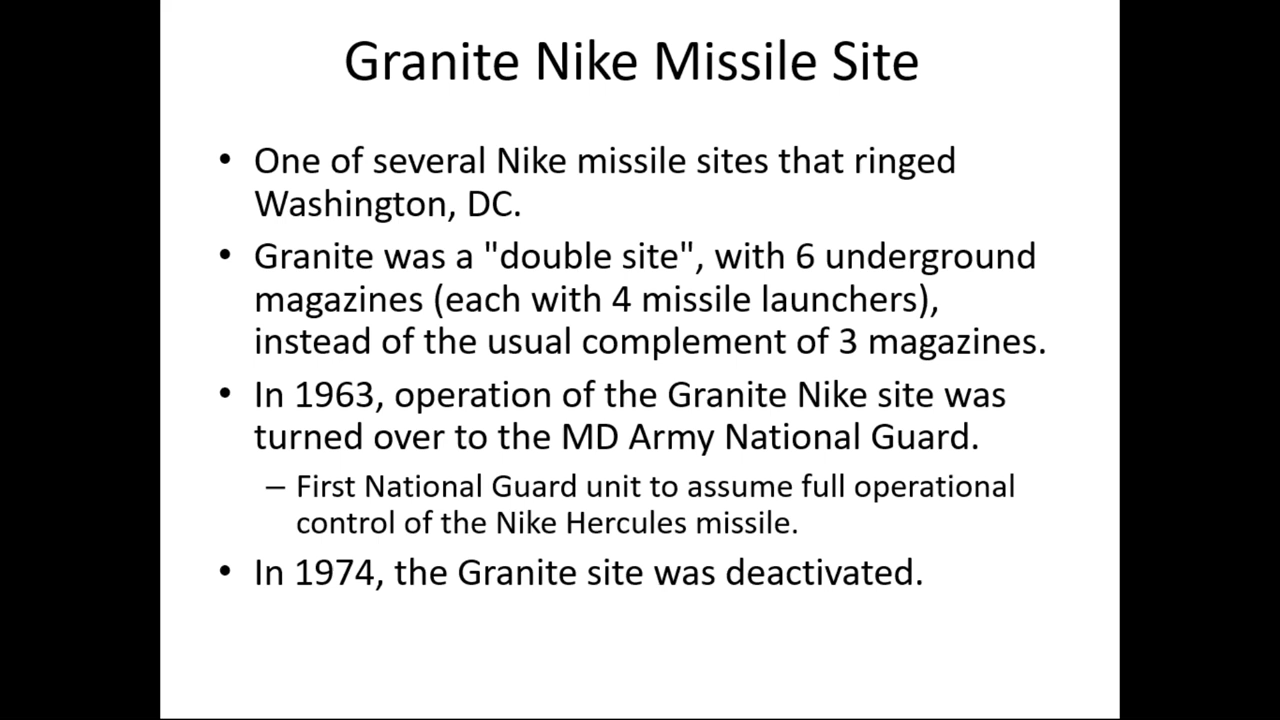 Granite Nike Missile Site
• One of several Nike missile sites that ringed
Washington, DC.
• Granite was a "double site", with 6 underground
magazines (each with 4 missile launchers),
instead of the usual complement of 3 magazines.
• In 1963, operation of the Granite Nike site was
turned over to the MD Army National Guard.
– First National Guard unit to assume full operational
control of the Nike Hercules missile.
• In 1974, the Granite site was deactivated.